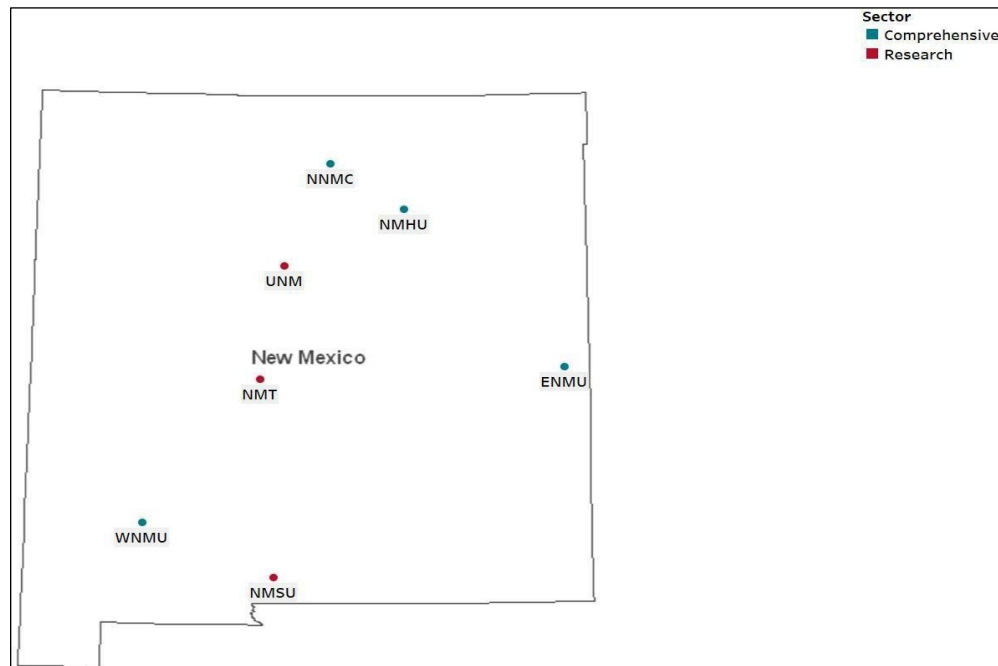 Sector
Comprehensive
Research
NNMC
NMHU
UNM
New Mexico
ENMU
NMT
WNMU
NMSU